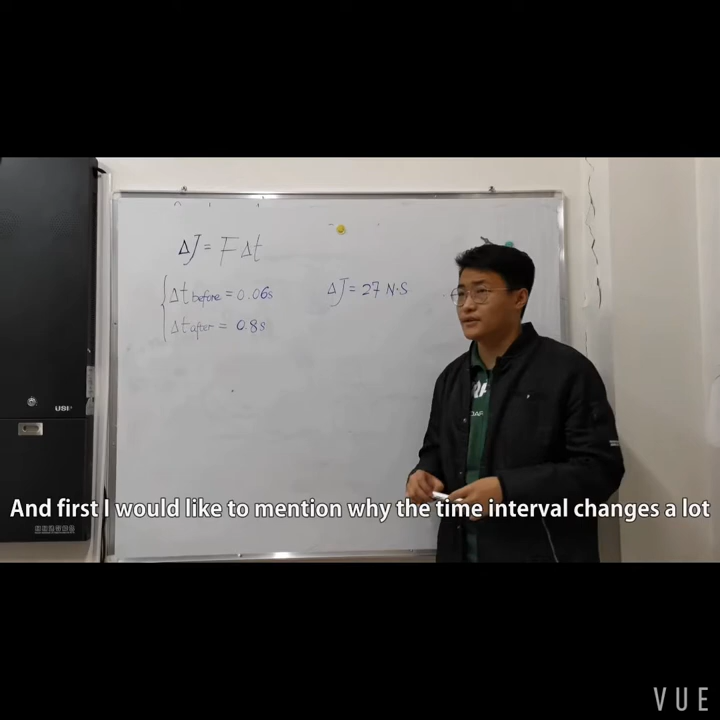 ΔJ = FΔt
Δt before = 0.06s
Δt after = 0.8s
ΔJ = 27 N·S
USI
And first I would like to mention why the time interval changes a lot
VUE